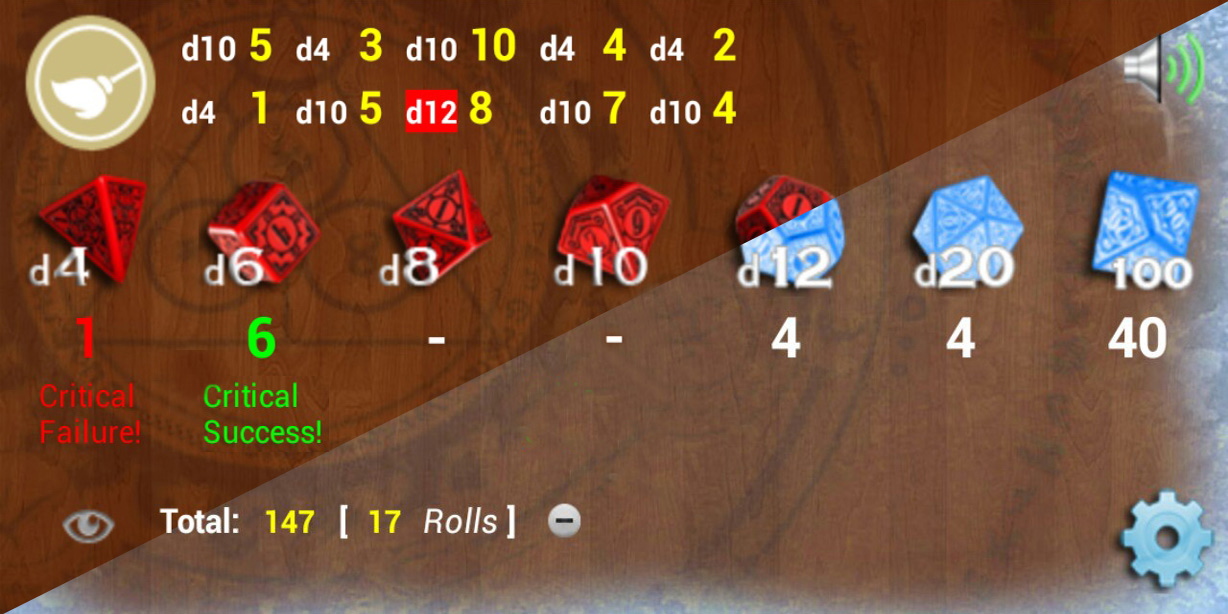 d10 5 d4 3 d10 10 d4 4 d4 2
d4 1 d10 5 d12 8 d10 7 d10 4
d4 d6 d8 d10 d12 d20 100
1 6 - - 4 4 40
Critical Failure! Critical Success!
Total: 147 [ 17 Rolls ]